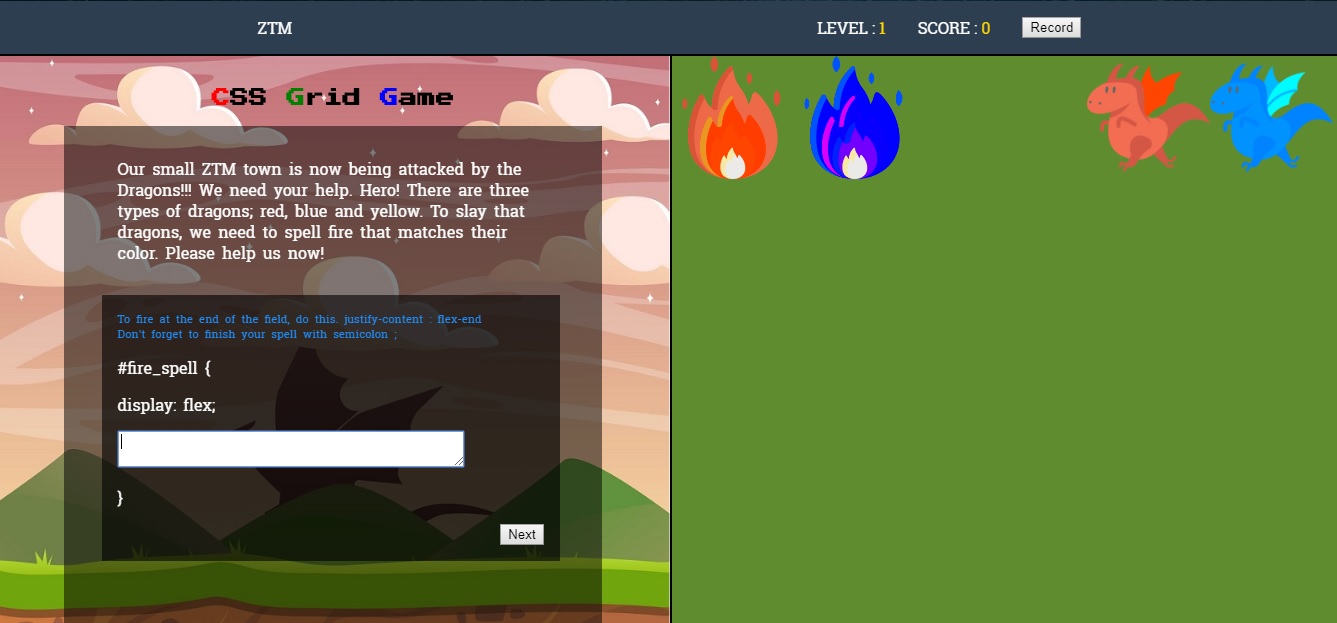 ZTM
LEVEL : 1
SCORE : 0
Record
CSS Grid Game
Our small ZTM town is now being attacked by the
Dragons!!! We need your help. Hero! There are three
types of dragons; red, blue and yellow. To slay that
dragons, we need to spell fire that matches their
color. Please help us now!
To fire at the end of the field, do this. justify-content : flex-end
Don't forget to finish your spell with semicolon ;
#fire_spell {
display: flex;
}
Next